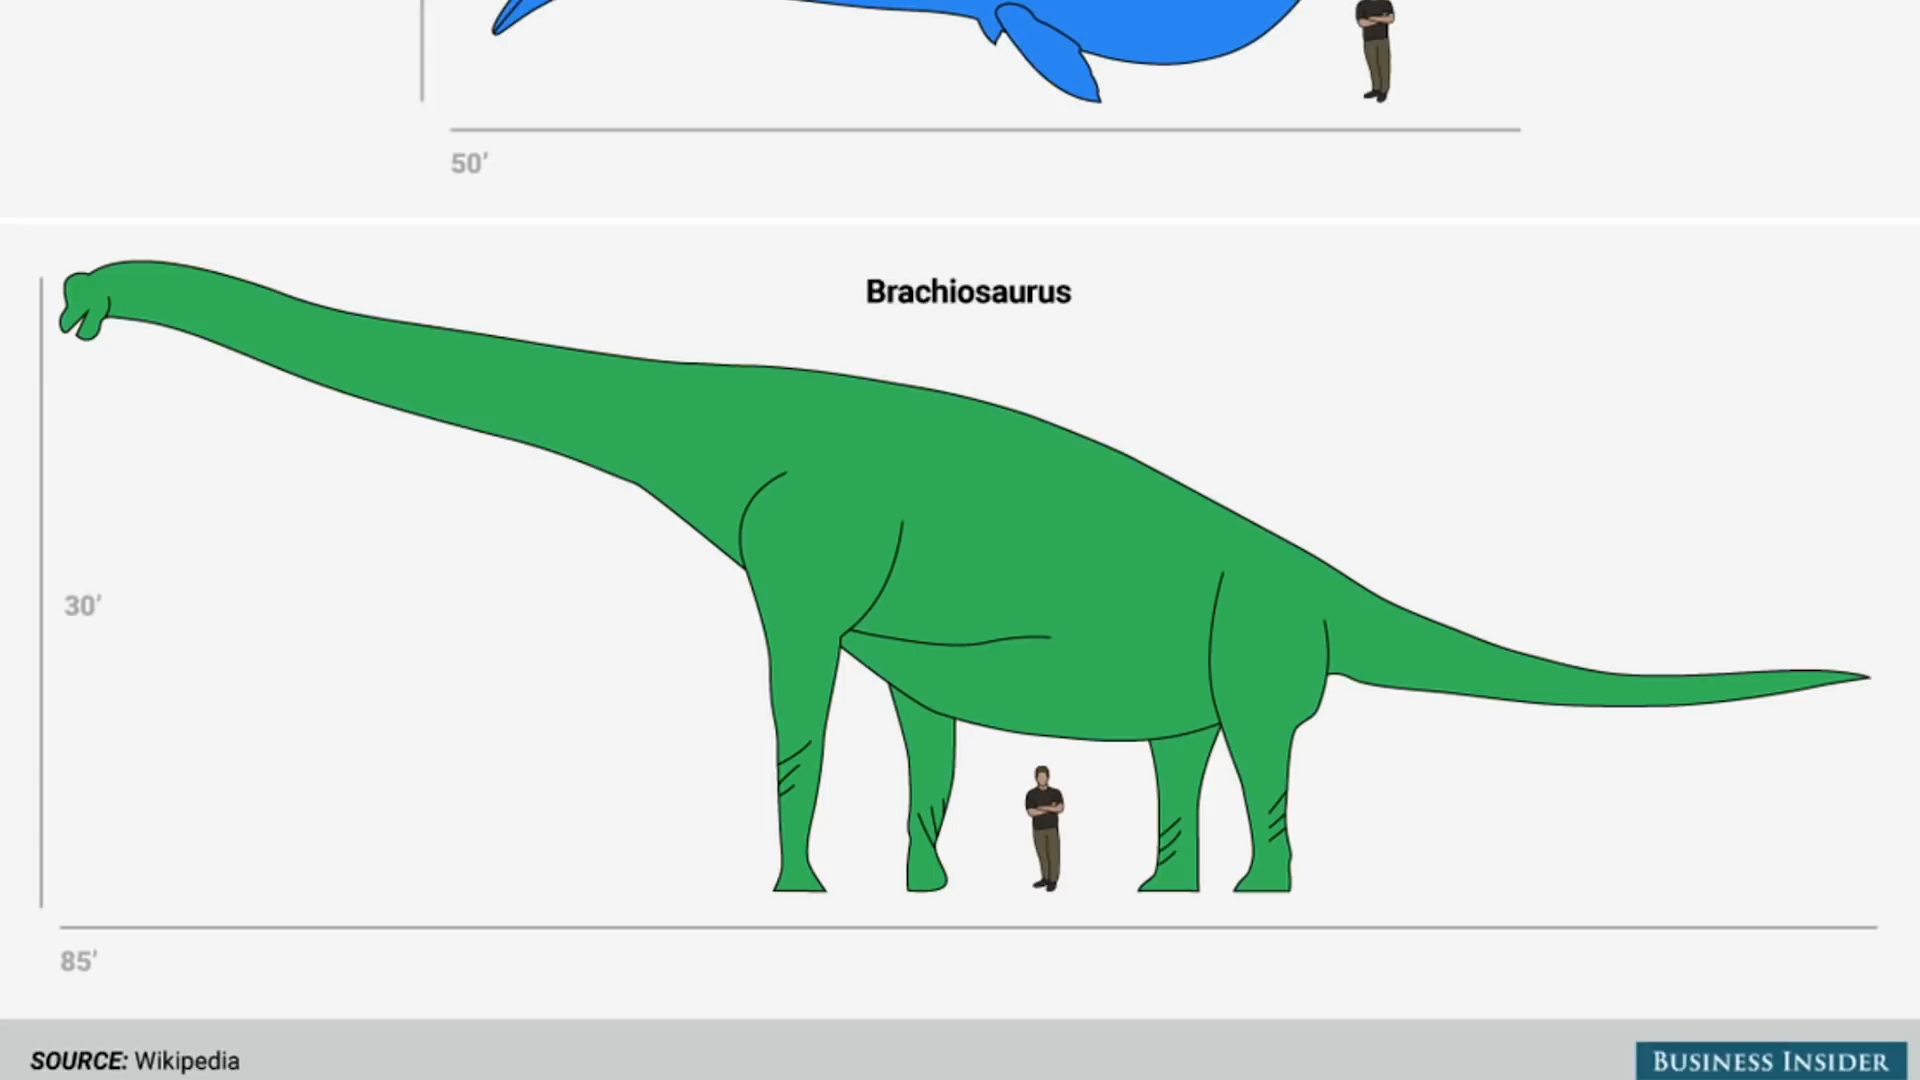 50′
Brachiosaurus
30′
85′
SOURCE: Wikipedia
BUSINESS INSIDER